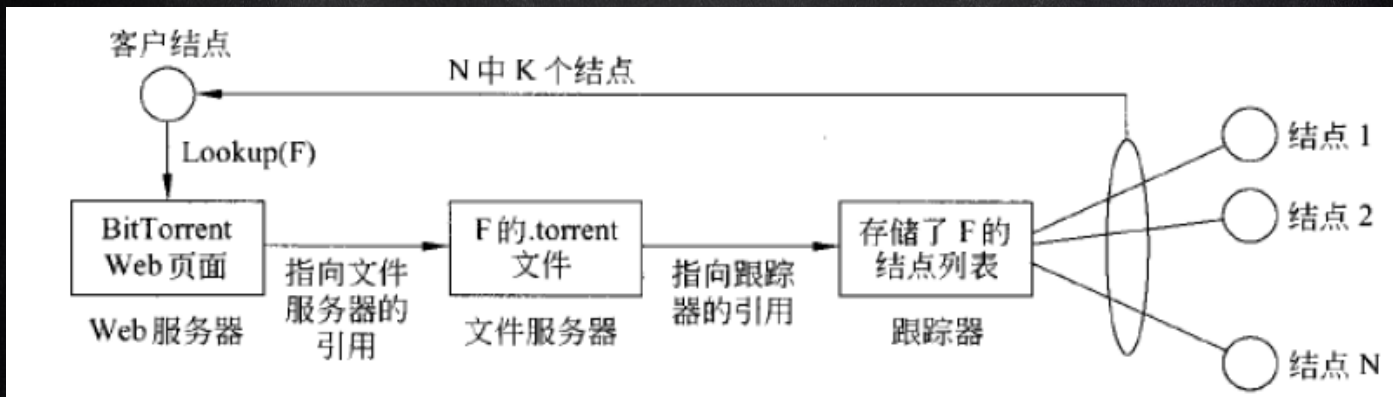 客户结点
N 中 K 个结点
Lookup(F)
结点 1
结点 2
结点 N
BitTorrent
Web 页面
Web 服务器
指向文件
服务器的
引用
F 的.torrent
文件
文件服务器
指向跟踪
器的引用
存储了 F 的
结点列表
跟踪器